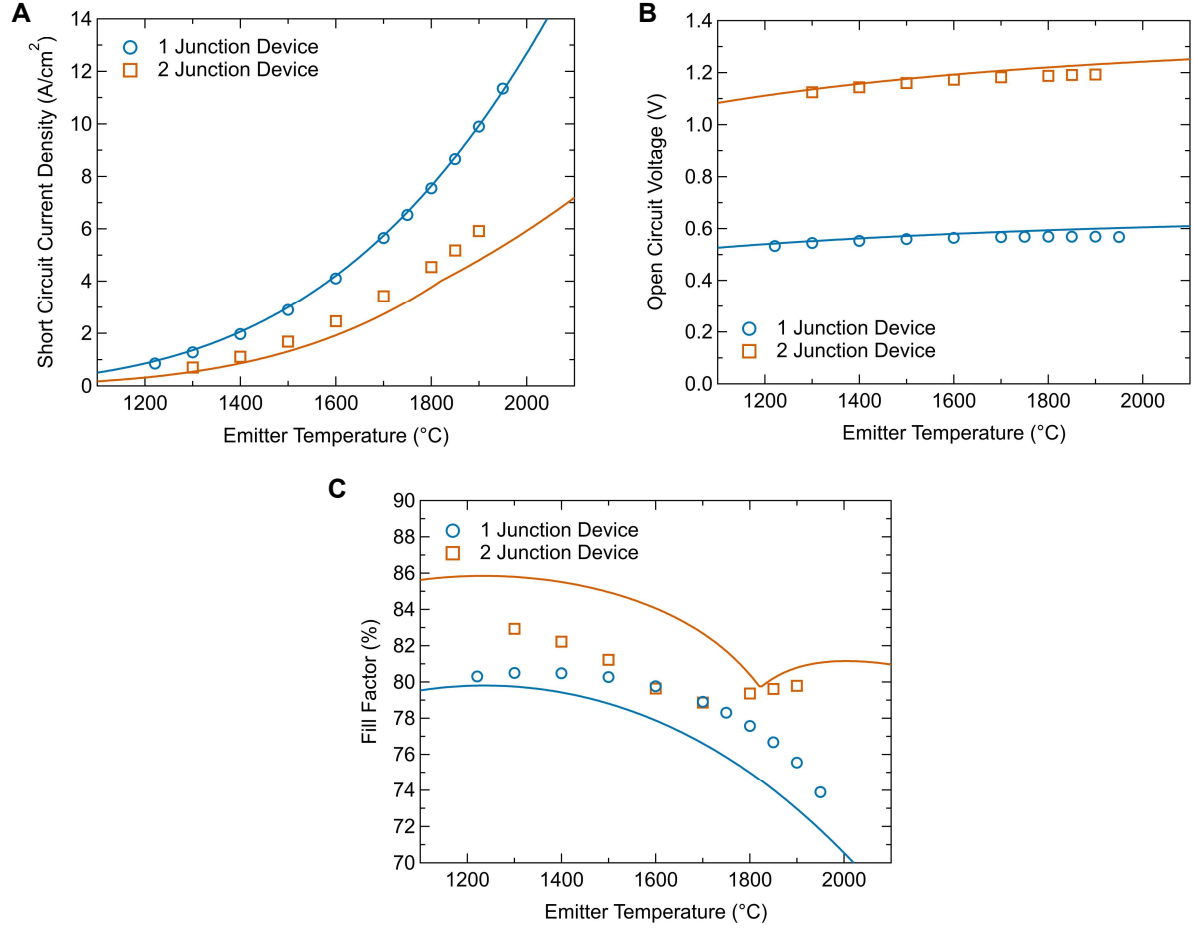 A
Short Circuit Current Density (A/cm²)
14
12
10
8
6
4
2
0
1 Junction Device
2 Junction Device
1200 1400 1600 1800 2000
Emitter Temperature (°C)
B
Open Circuit Voltage (V)
1.4
1.2
1.0
0.8
0.6
0.4
0.2
0.0
1 Junction Device
2 Junction Device
1200 1400 1600 1800 2000
Emitter Temperature (°C)
C
Fill Factor (%)
90
88
86
84
82
80
78
76
74
72
70
1 Junction Device
2 Junction Device
1200 1400 1600 1800 2000
Emitter Temperature (°C)